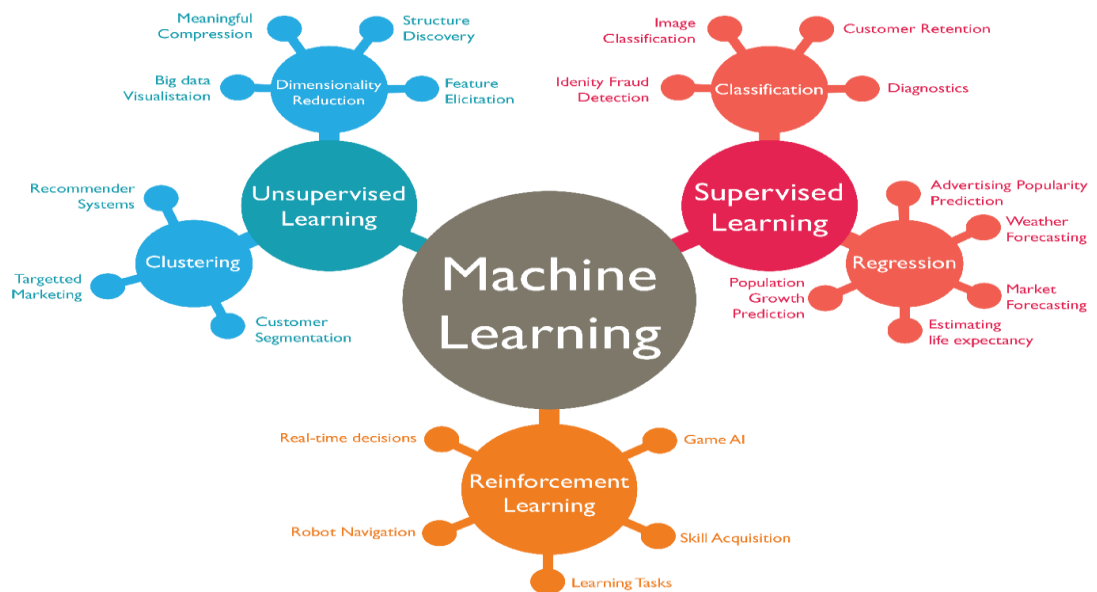 Meaningful
Compression
Structure
Discovery
Big data
Visualistaion
Dimensionality
Reduction
Feature
Elicitation
Unsupervised
Learning
Recommender
Systems
Clustering
Targetted
Marketing
Customer
Segmentation
Machine
Learning
Image
Classification
Customer Retention
Idenity Fraud
Detection
Classification
Diagnostics
Supervised
Learning
Advertising Popularity
Prediction
Weather
Forecasting
Regression
Population
Growth
Prediction
Market
Forecasting
Estimating
life expectancy
Real-time decisions
Game AI
Reinforcement
Learning
Robot Navigation
Skill Acquisition
Learning Tasks